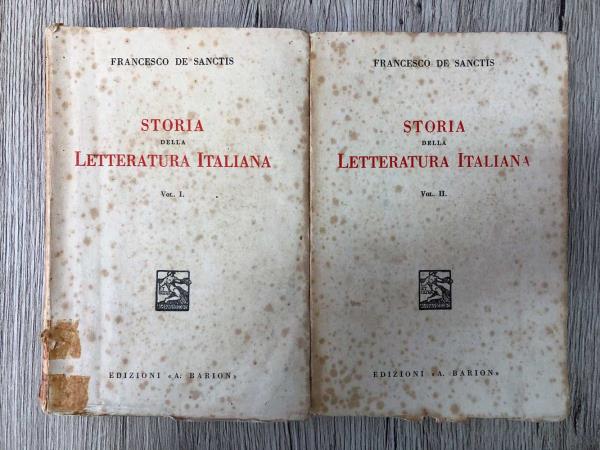 FRANCESCO DE SANCTIS
STORIA
DELLA
LETTERATURA ITALIANA
VOL. I.
EDIZIONI «A. BARION»
FRANCESCO DE SANCTIS
STORIA
DELLA
LETTERATURA ITALIANA
VOL. II.
EDIZIONI «A. BARION»